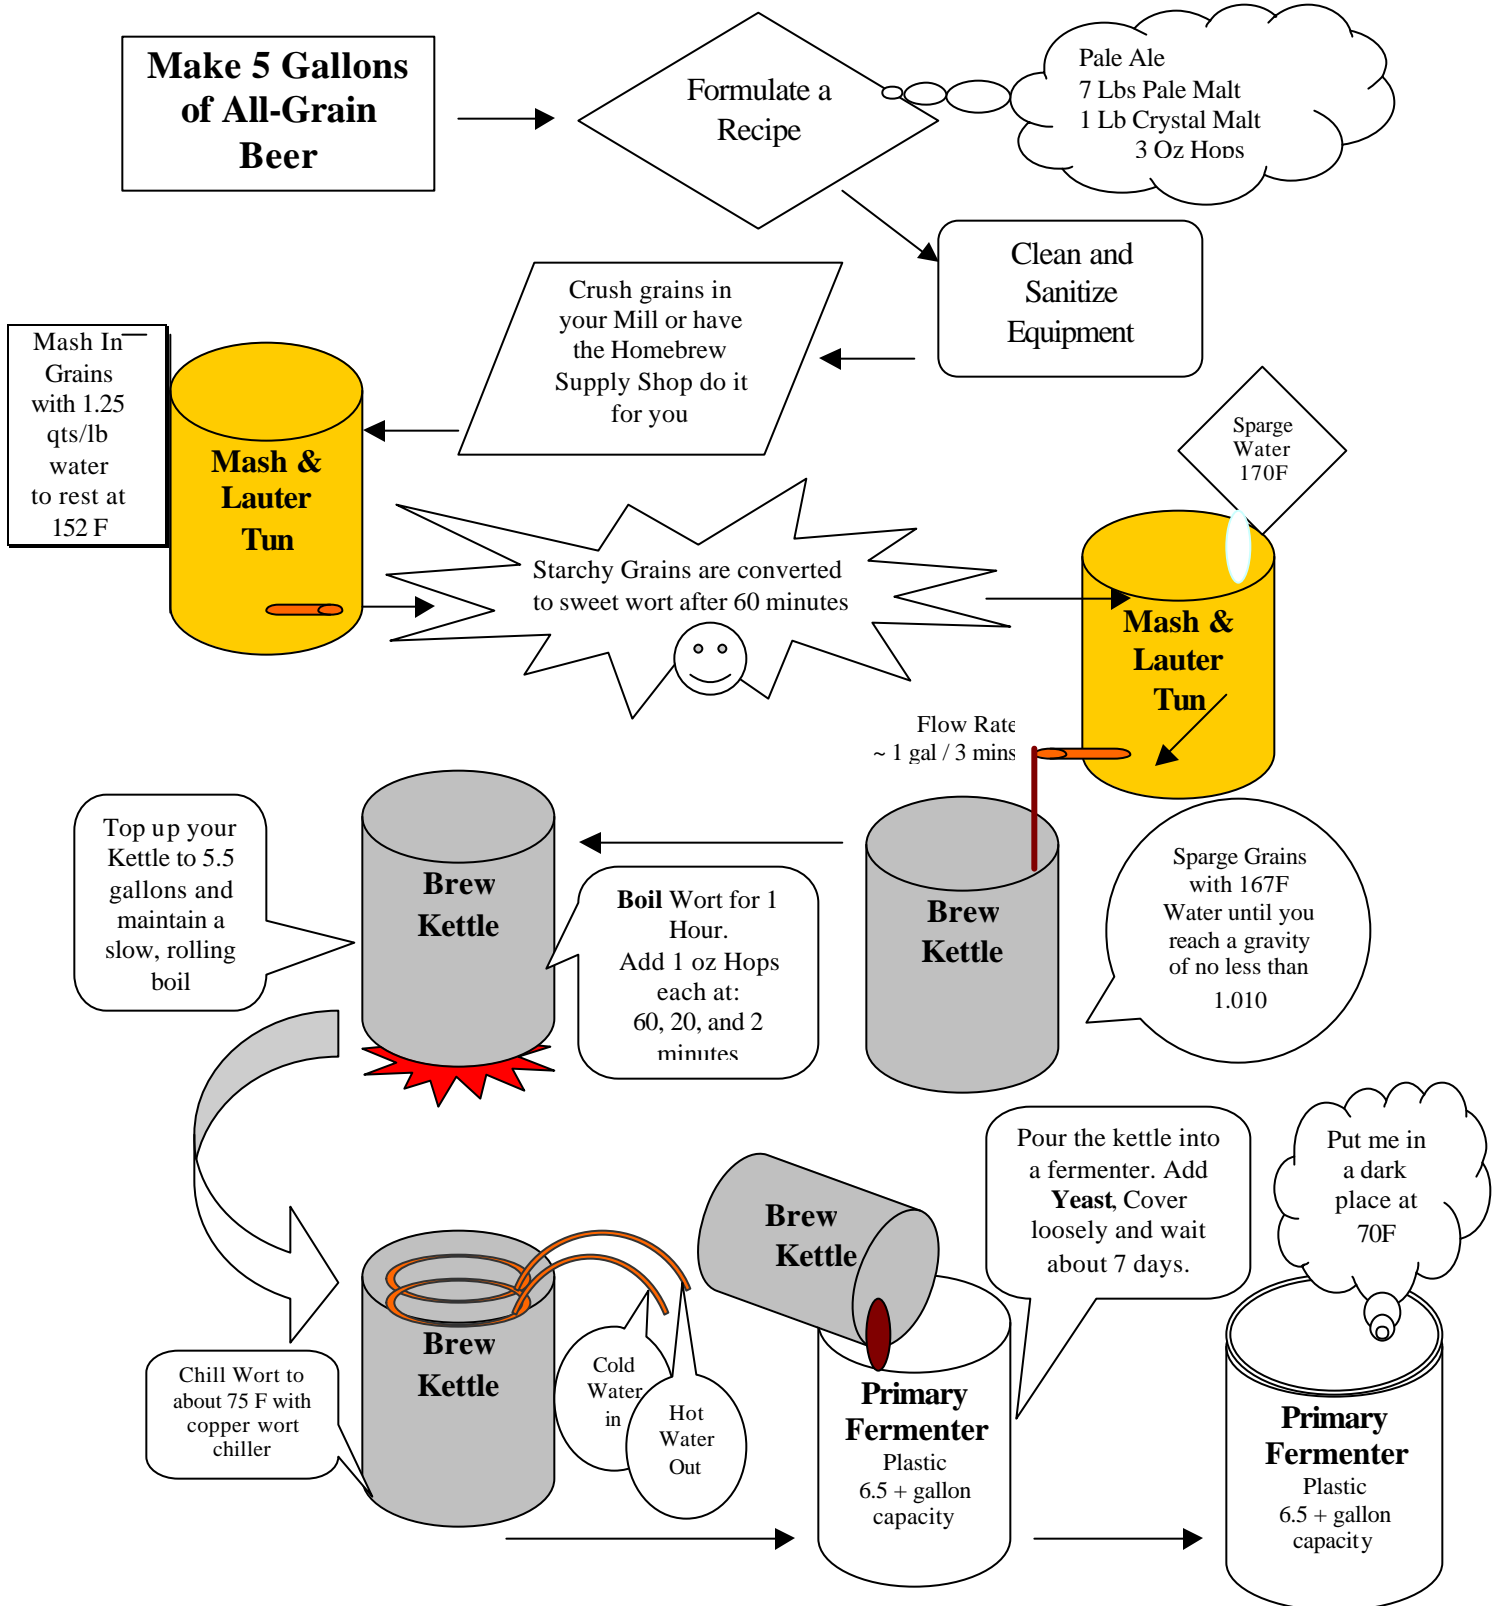 Make 5 Gallons
of All-Grain
Beer
Formulate a
Recipe
Pale Ale
7 Lbs Pale Malt
1 Lb Crystal Malt
3 Oz Hops
Clean and
Sanitize
Equipment
Crush grains in
your Mill or have
the Homebrew
Supply Shop do it
for you
Mash In
Grains
with 1.25
qts/lb
water
to rest at
152 F
Mash &
Lauter
Tun
Starchy Grains are converted
to sweet wort after 60 minutes
Sparge
Water
170F
Mash &
Lauter
Tun
Flow Rate
~ 1 gal / 3 mins
Sparge Grains
with 167F
Water until you
reach a gravity
of no less than
1.010
Brew
Kettle
Boil Wort for 1
Hour.
Add 1 oz Hops
each at:
60, 20, and 2
minutes
Brew
Kettle
Top up your
Kettle to 5.5
gallons and
maintain a
slow, rolling
boil
Chill Wort to
about 75 F with
copper wort
chiller
Brew
Kettle
Cold
Water
in
Hot
Water
Out
Brew
Kettle
Pour the kettle into
a fermenter. Add
Yeast, Cover
loosely and wait
about 7 days.
Primary
Fermenter
Plastic
6.5 + gallon
capacity
Put me in
a dark
place at
70F
Primary
Fermenter
Plastic
6.5 + gallon
capacity